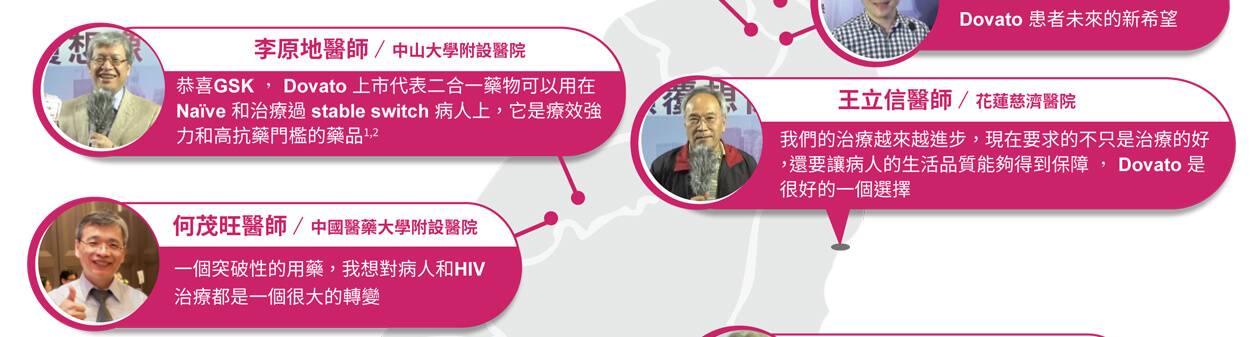 Dovato 患者未來的新希望
李原地醫師 / 中山大學附設醫院
恭喜GSK ， Dovato 上市代表二合一藥物可以用在
Naïve 和治療過 stable switch 病人上，它是療效強
力和高抗藥門檻的藥品1,2
王立信醫師 / 花蓮慈濟醫院
我們的治療越來越進步，現在要求的不只是治療的好
,還要讓病人的生活品質能夠得到保障 ， Dovato 是
很好的一個選擇
何茂旺醫師 / 中國醫藥大學附設醫院
一個突破性的用藥，我想對病人和HIV
治療都是一個很大的轉變